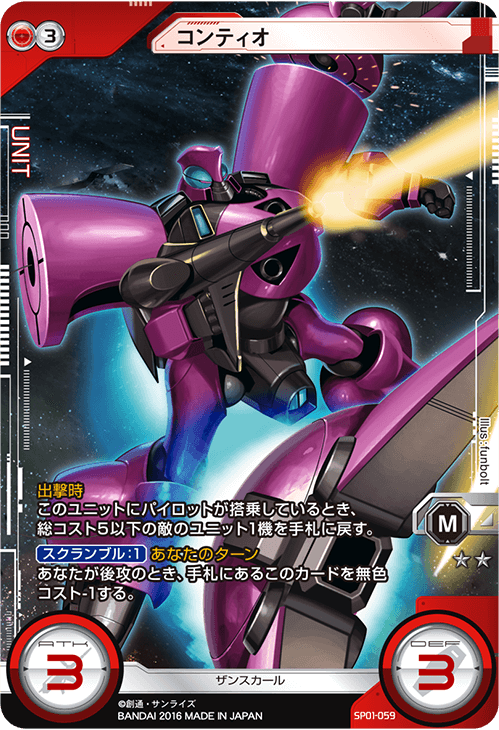 3
コンティオ
UNIT
Illus:funbolt
出撃時
このユニットにパイロットが搭乗しているとき、
総コスト5以下の敵のユニット1機を手札に戻す。
スクランブル:1 あなたのターン
あなたが後攻のとき、手札にあるこのカードを無色
コスト-1する。
M
ATK
3
DEF
3
ザンスカール
©創通・サンライズ
BANDAI 2016 MADE IN JAPAN
SP01-059